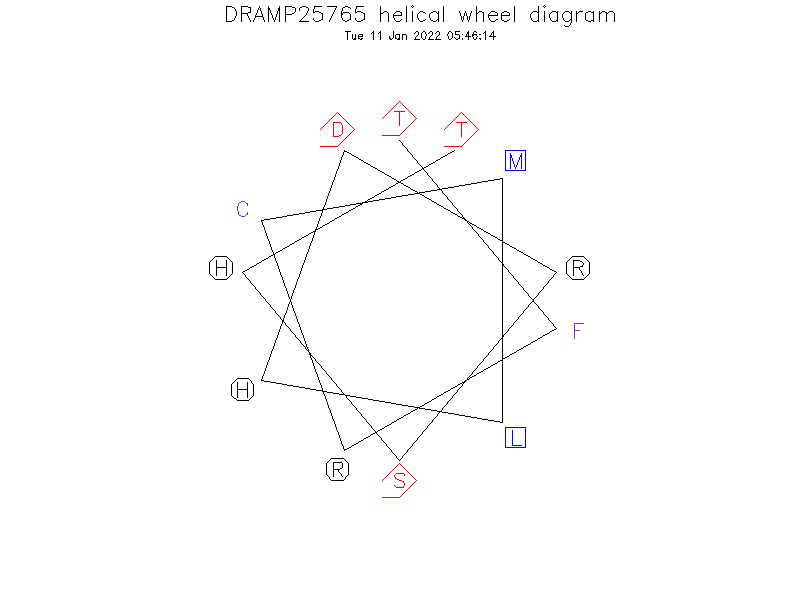 DRAMP25765 helical wheel diagram
Tue 11 Jan 2022 05:46:14
D T T
M
C
H R
F
H
L
R S